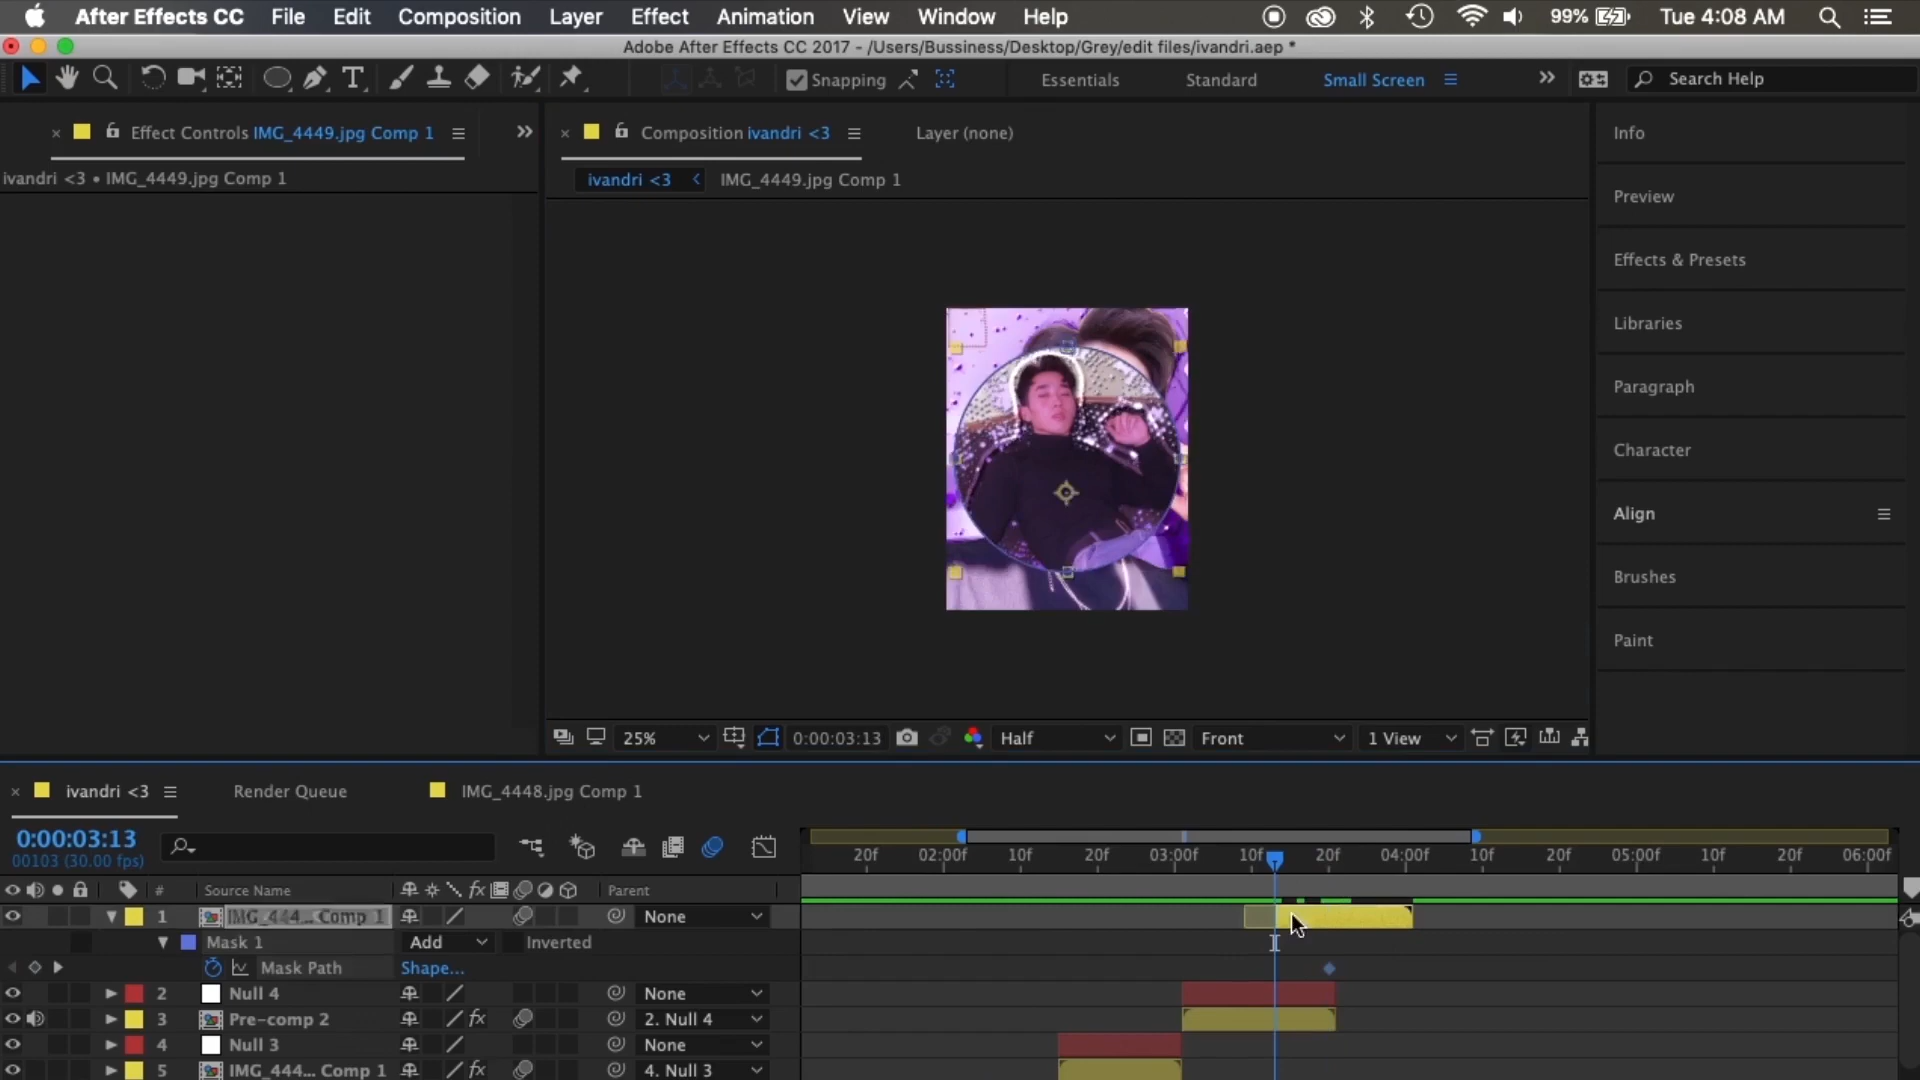 After Effects CC File Edit Composition Layer Effect Animation View Window Help 99% Tue 4:08 AM
Adobe After Effects CC 2017 - /Users/Bussiness/Desktop/Grey/edit files/ivandri.aep *
Snapping Essentials Standard Small Screen Search Help
Effect Controls IMG_4449.jpg Comp 1
Composition ivandri <3 Layer (none)
ivandri <3 • IMG_4449.jpg Comp 1
ivandri <3 IMG_4449.jpg Comp 1
Info
Preview
Effects & Presets
Libraries
Paragraph
Character
Align
Brushes
Paint
25% 0:00:03:13 Half Front 1 View
ivandri <3 Render Queue IMG_4448.jpg Comp 1
0:00:03:13
00103 (30.00 fps)
20f 02:00f 10f 20f 03:00f 10f 20f 04:00f 10f 20f 05:00f 10f 20f 06:00f
# Source Name fx Parent
1 IMG_444... Comp 1 None
Mask 1 Add Inverted
Mask Path Shape...
2 Null 4 None
3 Pre-comp 2 fx 2. Null 4
4 Null 3 None
5 IMG_444... Comp 1 fx 4. Null 3